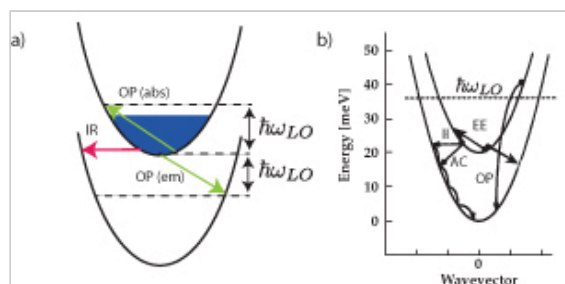 a)
OP (abs)
IR
OP (em)
ħω_LO
ħω_LO
b)
Energy [meV]
50
40
30
20
10
0
ħω_LO
EE
II
AC
OP
0
Wavevector